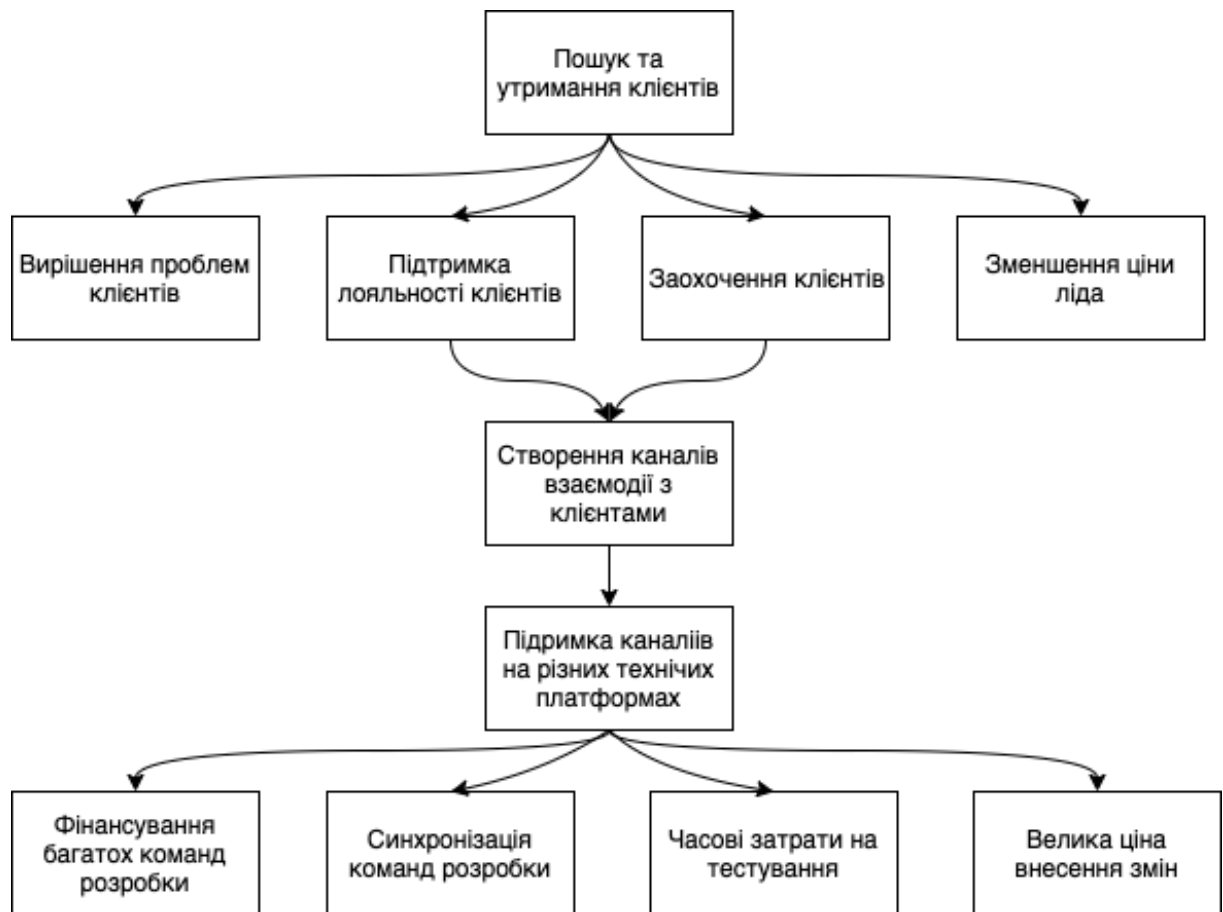 Пошук та
утримання клієнтів
Вирішення проблем
клієнтів
Підтримка
лояльності клієнтів
Заохочення клієнтів
Зменшення ціни
ліда
Створення каналів
взаємодії з
клієнтами
Підримка каналіів
на різних технічих
платформах
Фінансування
багатох команд
розробки
Синхронізація
команд розробки
Часові затрати на
тестування
Велика ціна
внесення змін